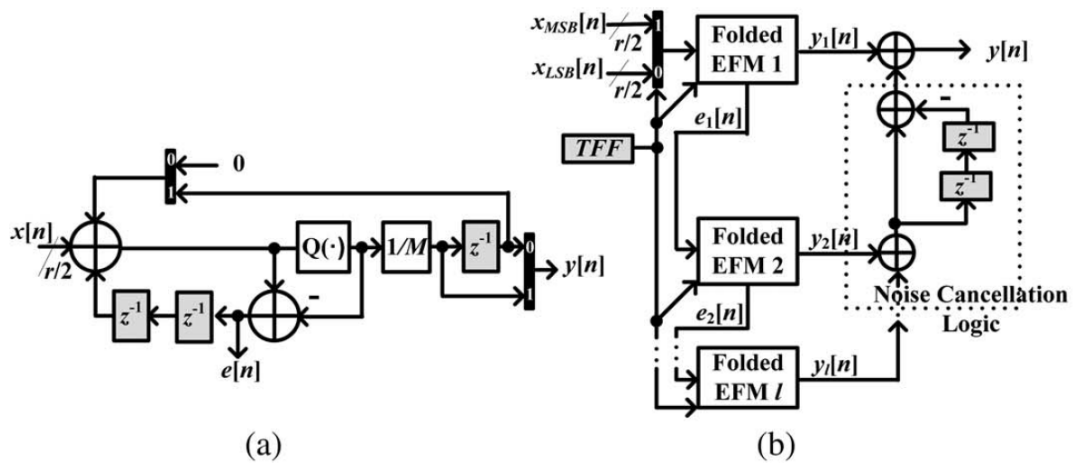 0
1
0
x[n]
r/2
Q(·)
1/M
z⁻¹
0
1
y[n]
-
z⁻¹
z⁻¹
e[n]
(a)
x_MSB[n]
r/2
1
x_LSB[n]
r/2
0
TFF
Folded
EFM 1
y₁[n]
y[n]
e₁[n]
-
z⁻¹
z⁻¹
Folded
EFM 2
y₂[n]
e₂[n]
Noise Cancellation
Logic
Folded
EFM l
y_l[n]
(b)